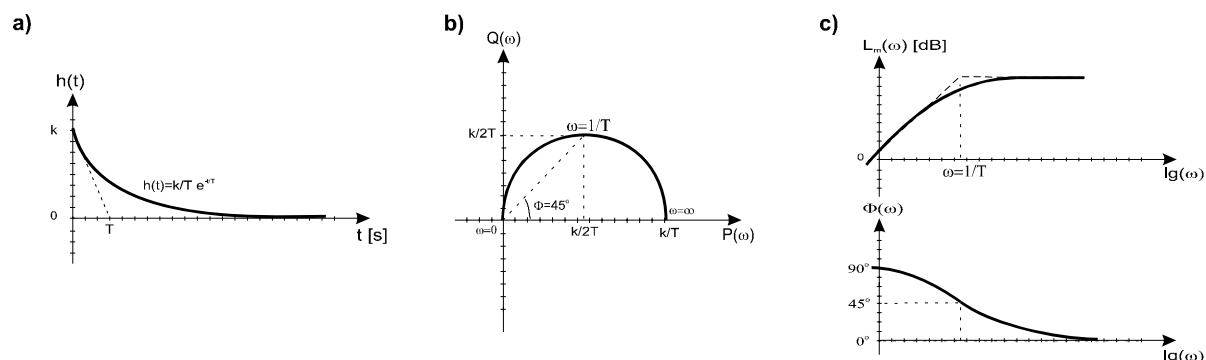 a)
h(t)
k
h(t)=k/T e^-t/T
0
T
t [s]
b)
Q(ω)
k/2T
ω=1/T
Φ=45°
ω=0
k/2T
ω=∞
k/T
P(ω)
c)
Lm(ω) [dB]
0
ω=1/T
lg(ω)
Φ(ω)
90°
45°
0°
lg(ω)